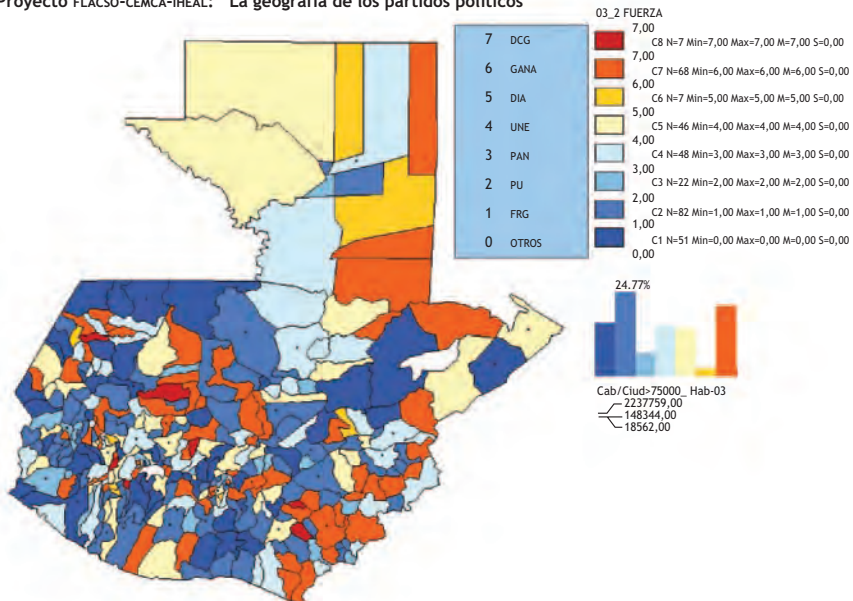 Proyecto FLACSO-CEMCA-IHEAL: "La geografía de los partidos políticos"
03_2 FUERZA
7 DCG
6 GANA
5 DIA
4 UNE
3 PAN
2 PU
1 FRG
0 OTROS
7,00
C8 N=7 Min=7,00 Max=7,00 M=7,00 S=0,00
7,00
C7 N=68 Min=6,00 Max=6,00 M=6,00 S=0,00
6,00
C6 N=7 Min=5,00 Max=5,00 M=5,00 S=0,00
5,00
C5 N=46 Min=4,00 Max=4,00 M=4,00 S=0,00
4,00
C4 N=48 Min=3,00 Max=3,00 M=3,00 S=0,00
3,00
C3 N=22 Min=2,00 Max=2,00 M=2,00 S=0,00
2,00
C2 N=82 Min=1,00 Max=1,00 M=1,00 S=0,00
1,00
C1 N=51 Min=0,00 Max=0,00 M=0,00 S=0,00
0,00
24.77%
Cab/Ciud>75000_ Hab-03
2237759,00
148344,00
18562,00